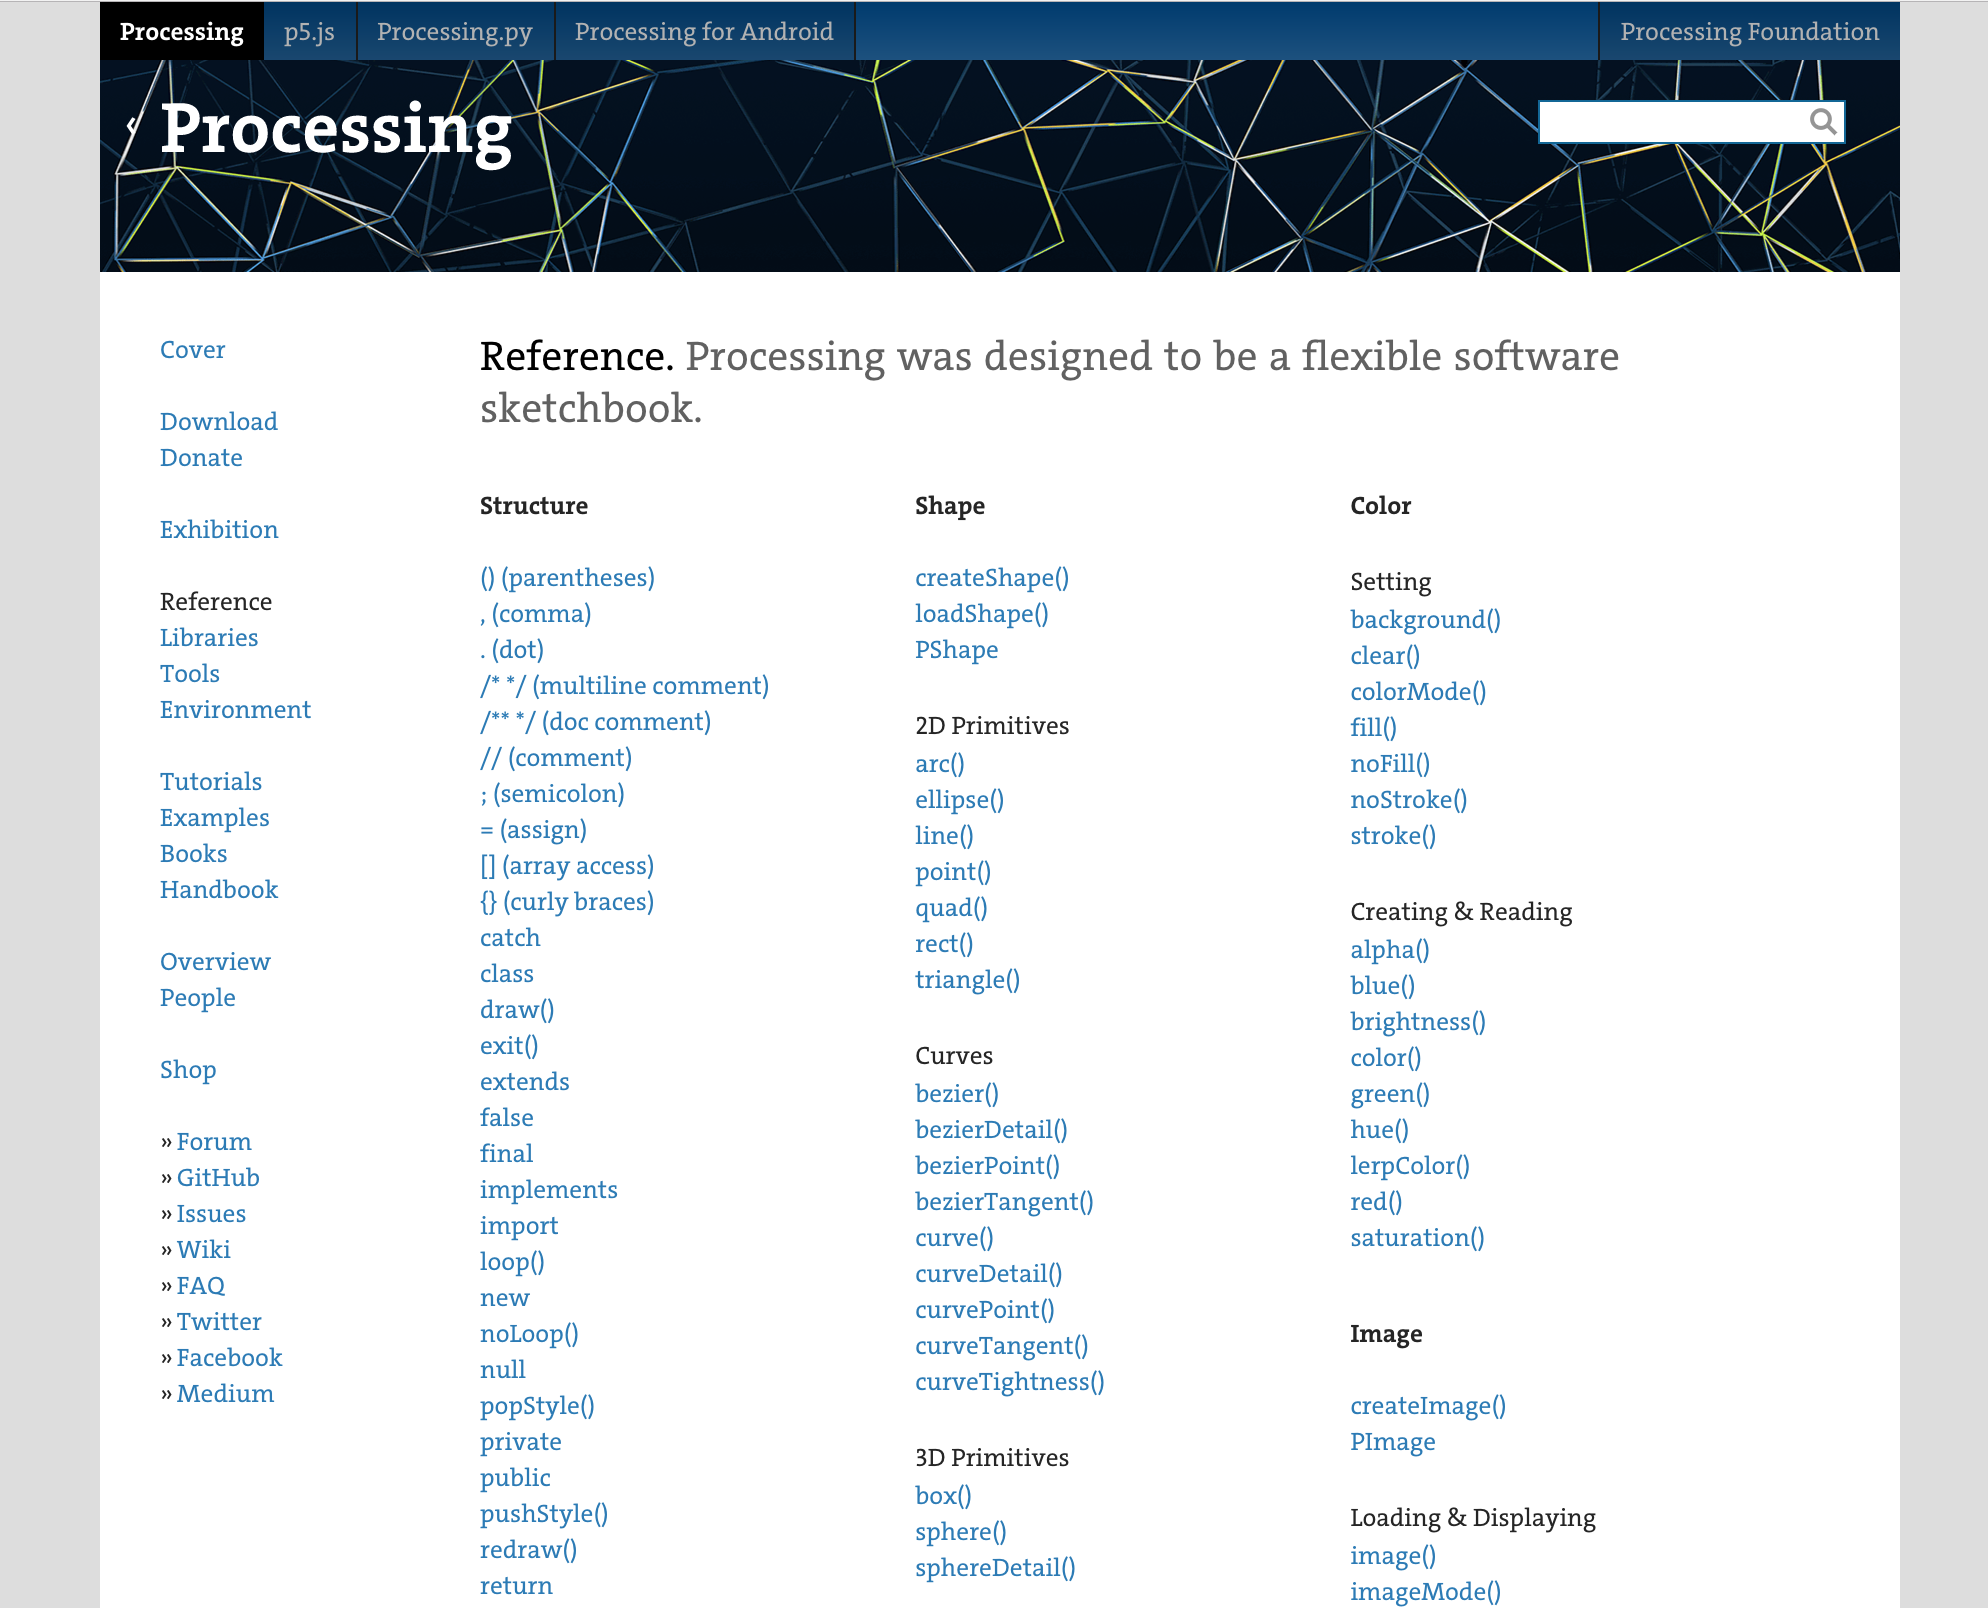 Processing
p5.js
Processing.py
Processing for Android
Processing Foundation
Processing
Cover
Download
Donate
Exhibition
Reference
Libraries
Tools
Environment
Tutorials
Examples
Books
Handbook
Overview
People
Shop
» Forum
» GitHub
» Issues
» Wiki
» FAQ
» Twitter
» Facebook
» Medium
Reference. Processing was designed to be a flexible software
sketchbook.
Structure
() (parentheses)
, (comma)
. (dot)
/* */ (multiline comment)
/** */ (doc comment)
// (comment)
; (semicolon)
= (assign)
[] (array access)
{} (curly braces)
catch
class
draw()
exit()
extends
false
final
implements
import
loop()
new
noLoop()
null
popStyle()
private
public
pushStyle()
redraw()
return
Shape
createShape()
loadShape()
PShape
2D Primitives
arc()
ellipse()
line()
point()
quad()
rect()
triangle()
Curves
bezier()
bezierDetail()
bezierPoint()
bezierTangent()
curve()
curveDetail()
curvePoint()
curveTangent()
curveTightness()
3D Primitives
box()
sphere()
sphereDetail()
Color
Setting
background()
clear()
colorMode()
fill()
noFill()
noStroke()
stroke()
Creating & Reading
alpha()
blue()
brightness()
color()
green()
hue()
lerpColor()
red()
saturation()
Image
createImage()
PImage
Loading & Displaying
image()
imageMode()